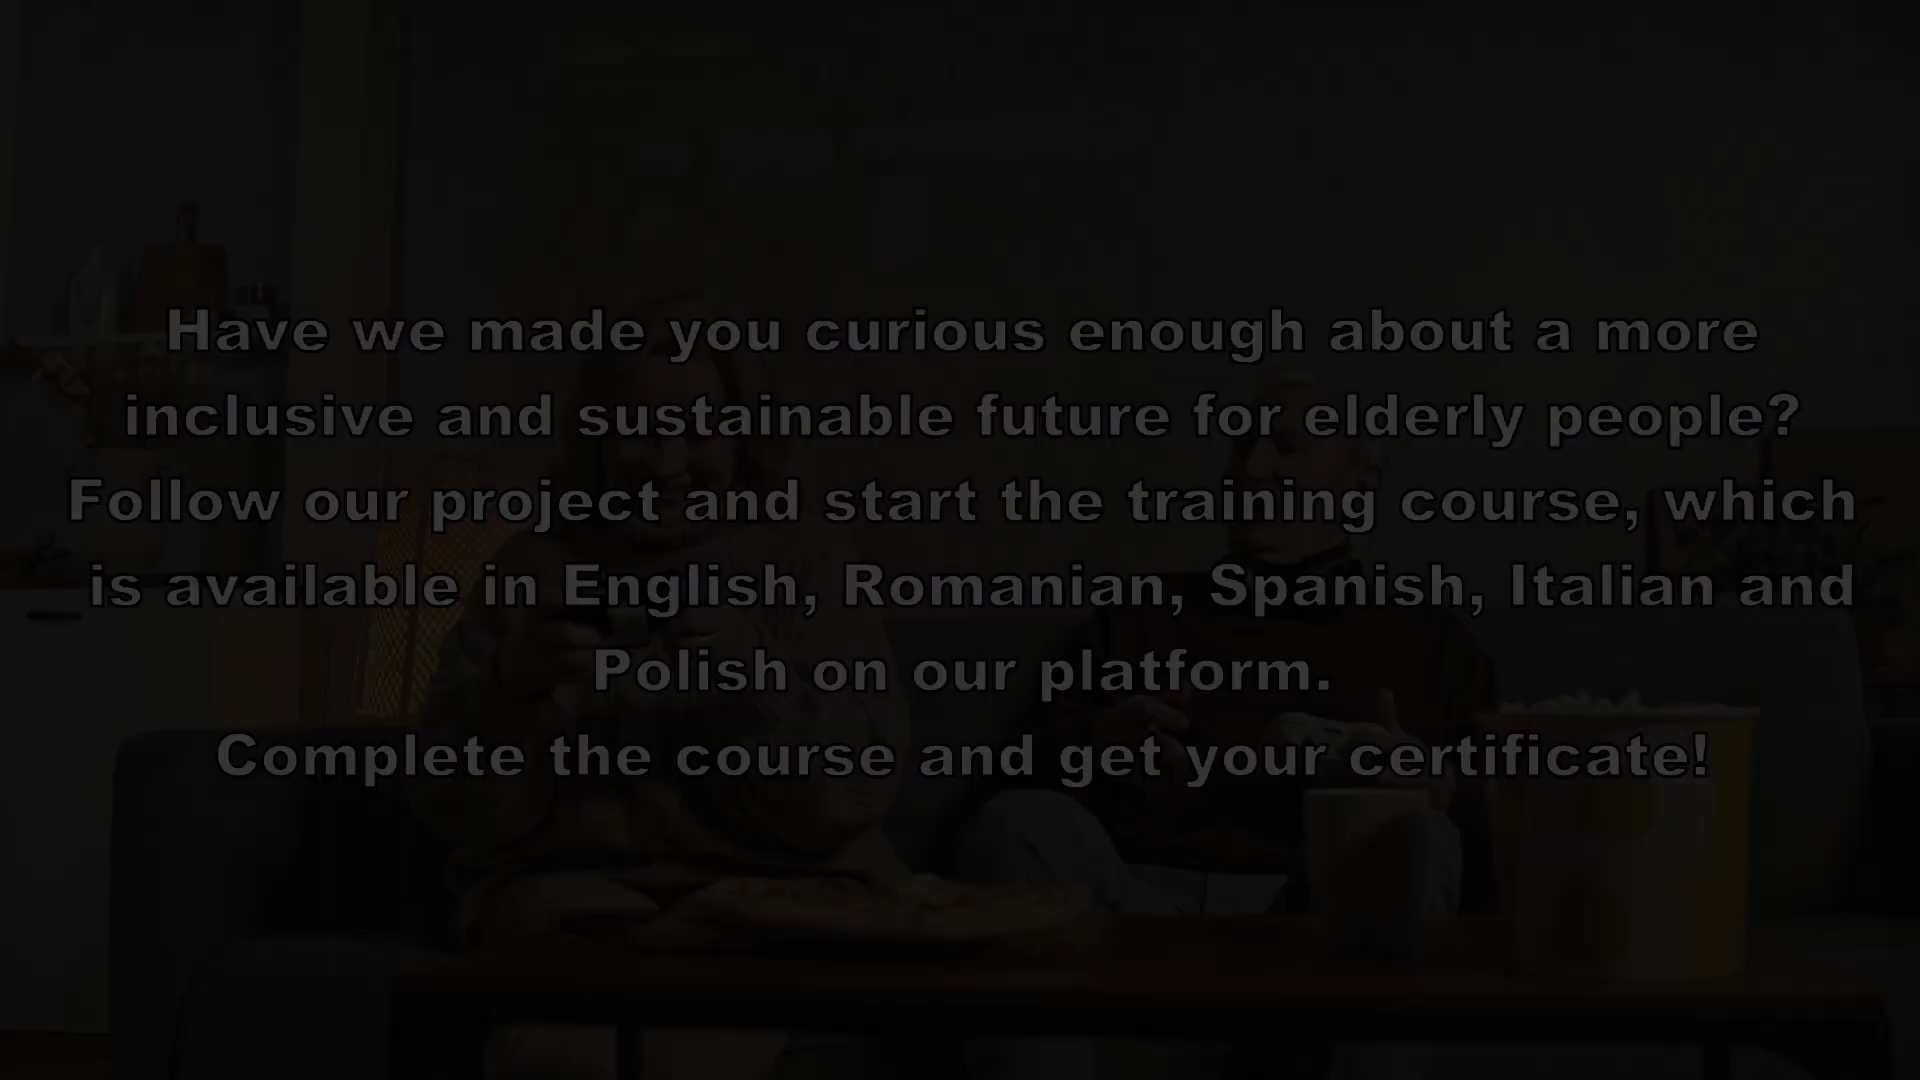 Have we made you curious enough about a more
inclusive and sustainable future for elderly people?
Follow our project and start the training course, which
is available in English, Romanian, Spanish, Italian and
Polish on our platform.
Complete the course and get your certificate!